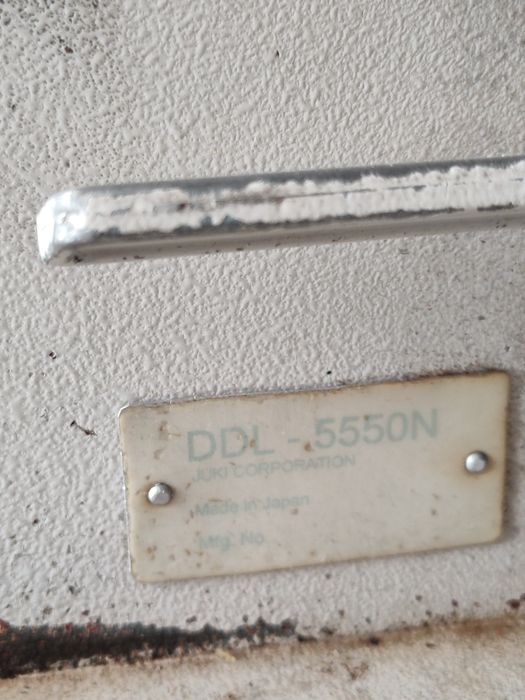 DDL - 5550N
JUKI CORPORATION
Made in Japan
Mfg. No.